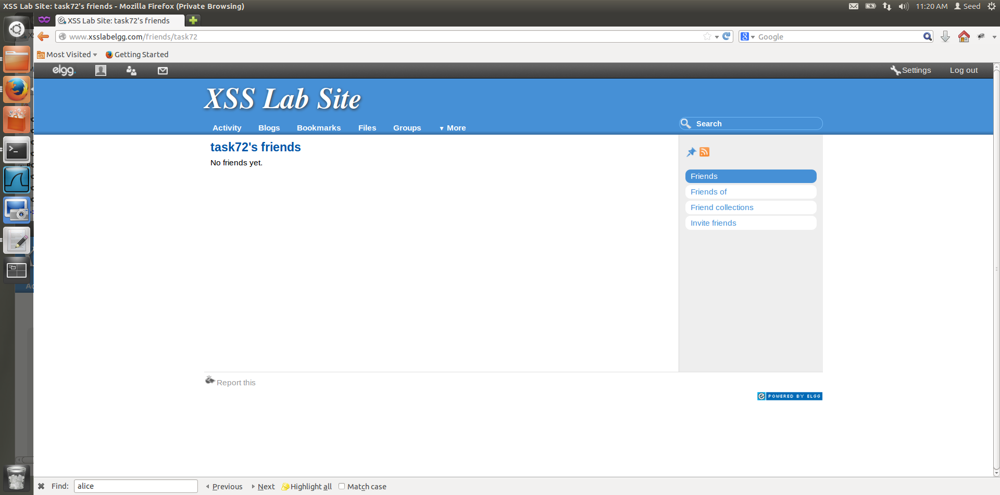 XSS Lab Site: task72's friends - Mozilla Firefox (Private Browsing)
11:20 AM Seed
XSS Lab Site: task72's friends
www.xsslabelgg.com/friends/task72
Google
Most Visited Getting Started
elgg.
Settings Log out
XSS Lab Site
Activity Blogs Bookmarks Files Groups ▼ More
Search
task72's friends
No friends yet.
Friends
Friends of
Friend collections
Invite friends
Report this
POWERED BY ELGG
Find: alice Previous Next Highlight all Match case